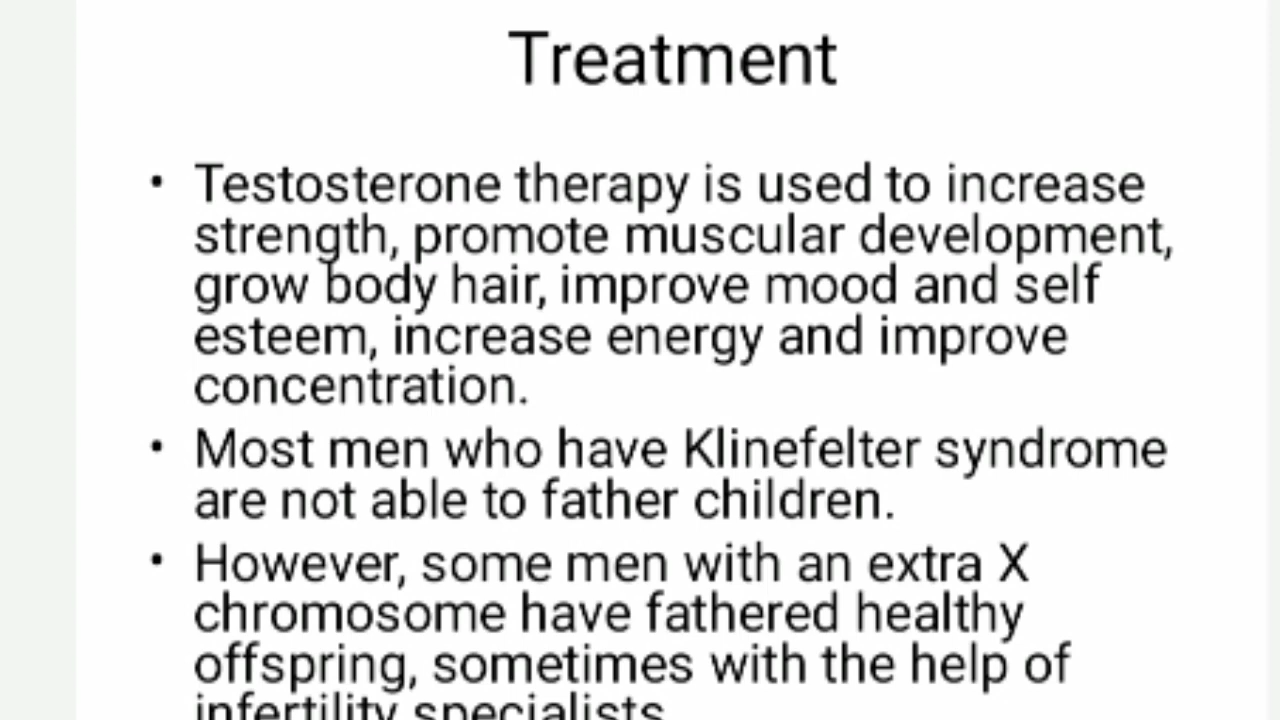 Treatment
• Testosterone therapy is used to increase
strength, promote muscular development,
grow body hair, improve mood and self
esteem, increase energy and improve
concentration.
• Most men who have Klinefelter syndrome
are not able to father children.
• However, some men with an extra X
chromosome have fathered healthy
offspring, sometimes with the help of
infertility specialists